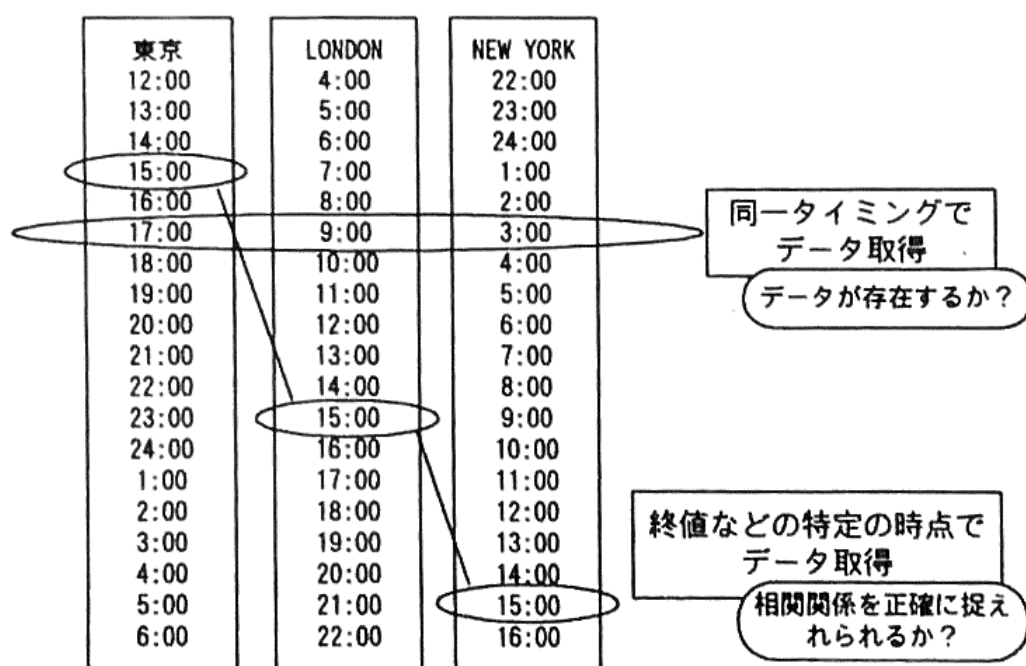 東京 LONDON NEW YORK
12:00 4:00 22:00
13:00 5:00 23:00
14:00 6:00 24:00
15:00 7:00 1:00
16:00 8:00 2:00
17:00 9:00 3:00
18:00 10:00 4:00
19:00 11:00 5:00
20:00 12:00 6:00
21:00 13:00 7:00
22:00 14:00 8:00
23:00 15:00 9:00
24:00 16:00 10:00
1:00 17:00 11:00
2:00 18:00 12:00
3:00 19:00 13:00
4:00 20:00 14:00
5:00 21:00 15:00
6:00 22:00 16:00
同一タイミングで
データ取得
データが存在するか？
終値などの特定の時点で
データ取得
相関関係を正確に捉え
れられるか？